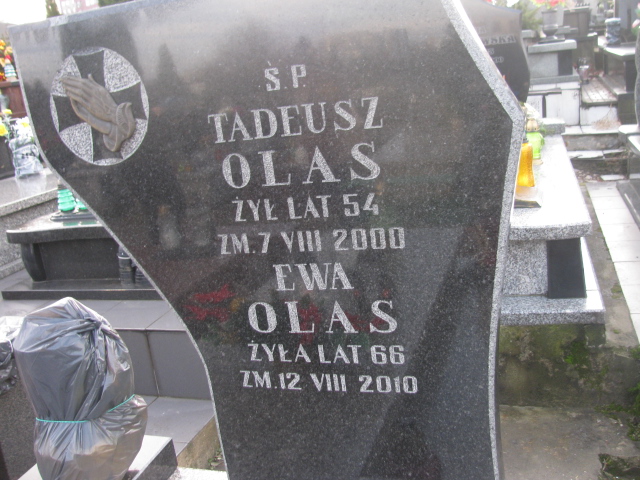 Ś.P.
TADEUSZ
OLAS
ŻYŁ LAT 54
ZM. 7 VIII 2000
EWA
OLAS
ŻYŁA LAT 66
ZM. 12 VIII 2010